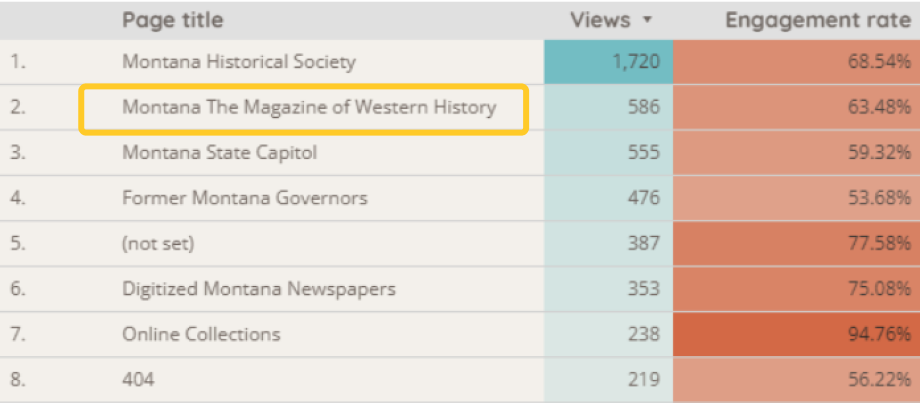 Page title Views Engagement rate
1. Montana Historical Society 1,720 68.54%
2. Montana The Magazine of Western History 586 63.48%
3. Montana State Capitol 555 59.32%
4. Former Montana Governors 476 53.68%
5. (not set) 387 77.58%
6. Digitized Montana Newspapers 353 75.08%
7. Online Collections 238 94.76%
8. 404 219 56.22%